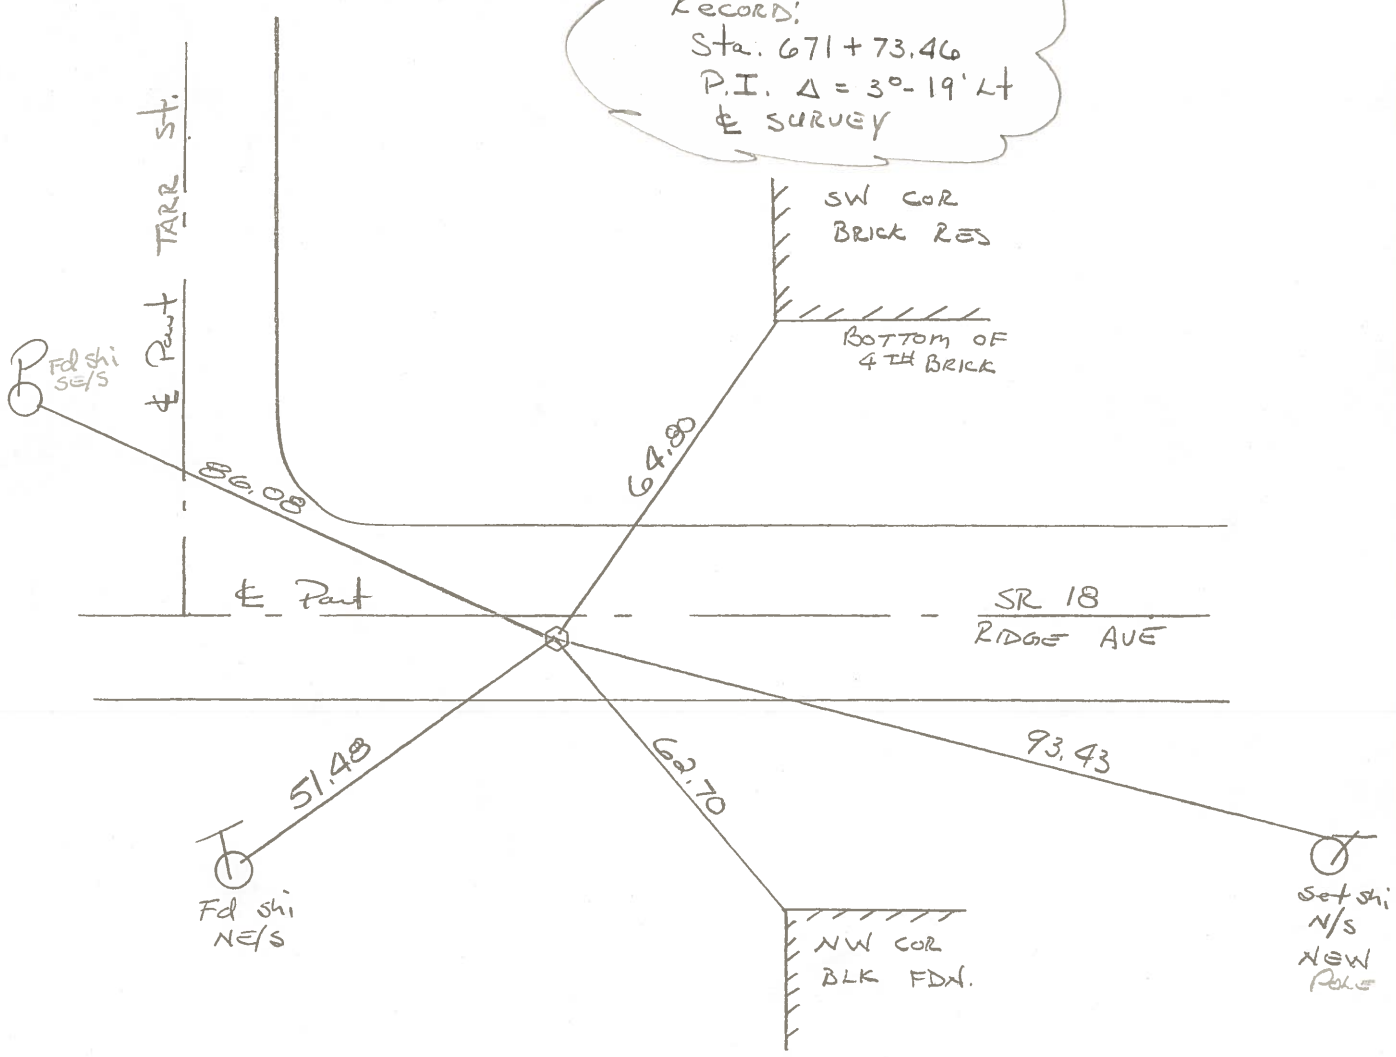 RECORD:
Sta. 671+73.46
P.I. Δ = 3°-19' Lt
℄ SURVEY
SW COR
BRICK RES
BOTTOM OF
4TH BRICK
℄ Pavt TARR St.
Fd shi
SE/S
86.08
64.90
℄ Pavt
SR 18
RIDGE AVE
51.48
62.70
93.43
Fd shi
NE/S
NW COR
BLK FDN.
Set shi
N/S
NEW
POLE